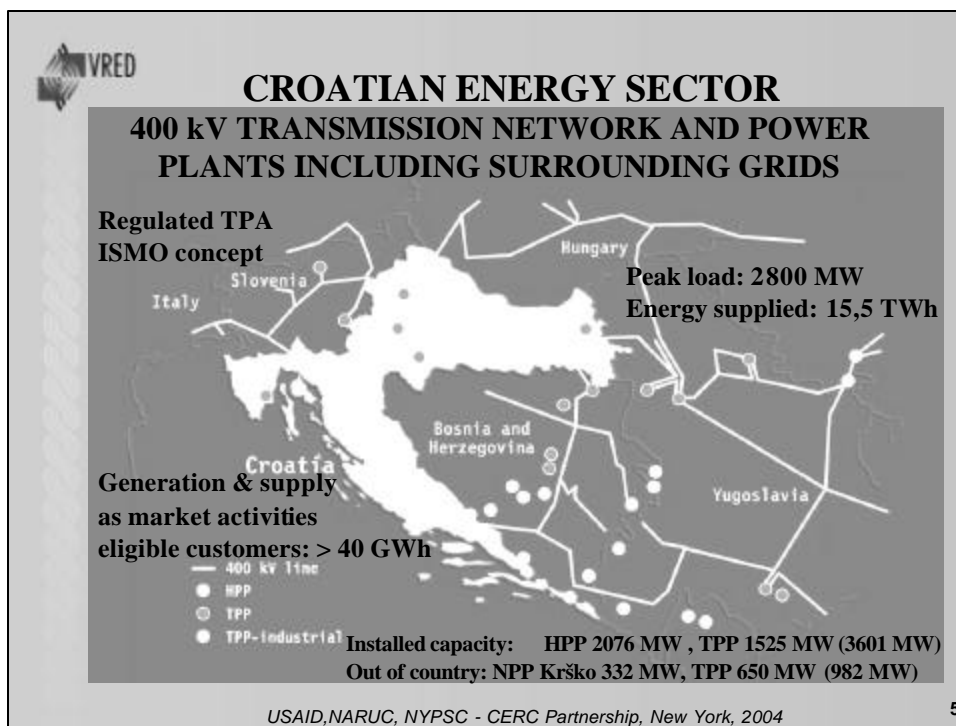 VRED
CROATIAN ENERGY SECTOR
400 kV TRANSMISSION NETWORK AND POWER
PLANTS INCLUDING SURROUNDING GRIDS
Regulated TPA
ISMO concept
Hungary
Slovenia
Italy
Peak load: 2800 MW
Energy supplied: 15,5 TWh
Bosnia and
Herzegovina
Croatia
Yugoslavia
Generation & supply
as market activities
eligible customers: > 40 GWh
400 kV line
HPP
TPP
TPP-industrial
Installed capacity: HPP 2076 MW , TPP 1525 MW (3601 MW)
Out of country: NPP Krško 332 MW, TPP 650 MW (982 MW)
USAID,NARUC, NYPSC - CERC Partnership, New York, 2004
5